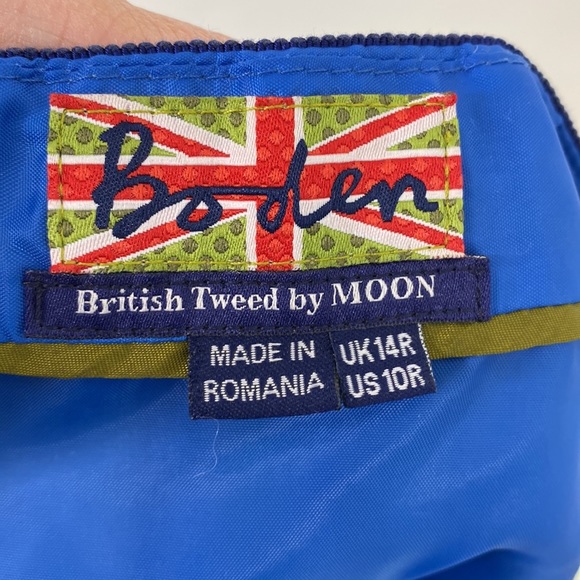 Boden
British Tweed by MOON
MADE IN
ROMANIA
UK14R
US10R